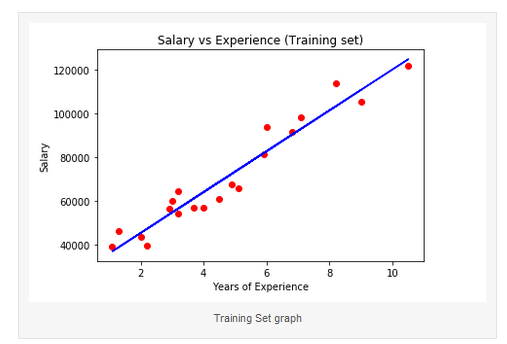 Salary vs Experience (Training set)
120000
100000
80000
60000
40000
Salary
2 4 6 8 10
Years of Experience
Training Set graph